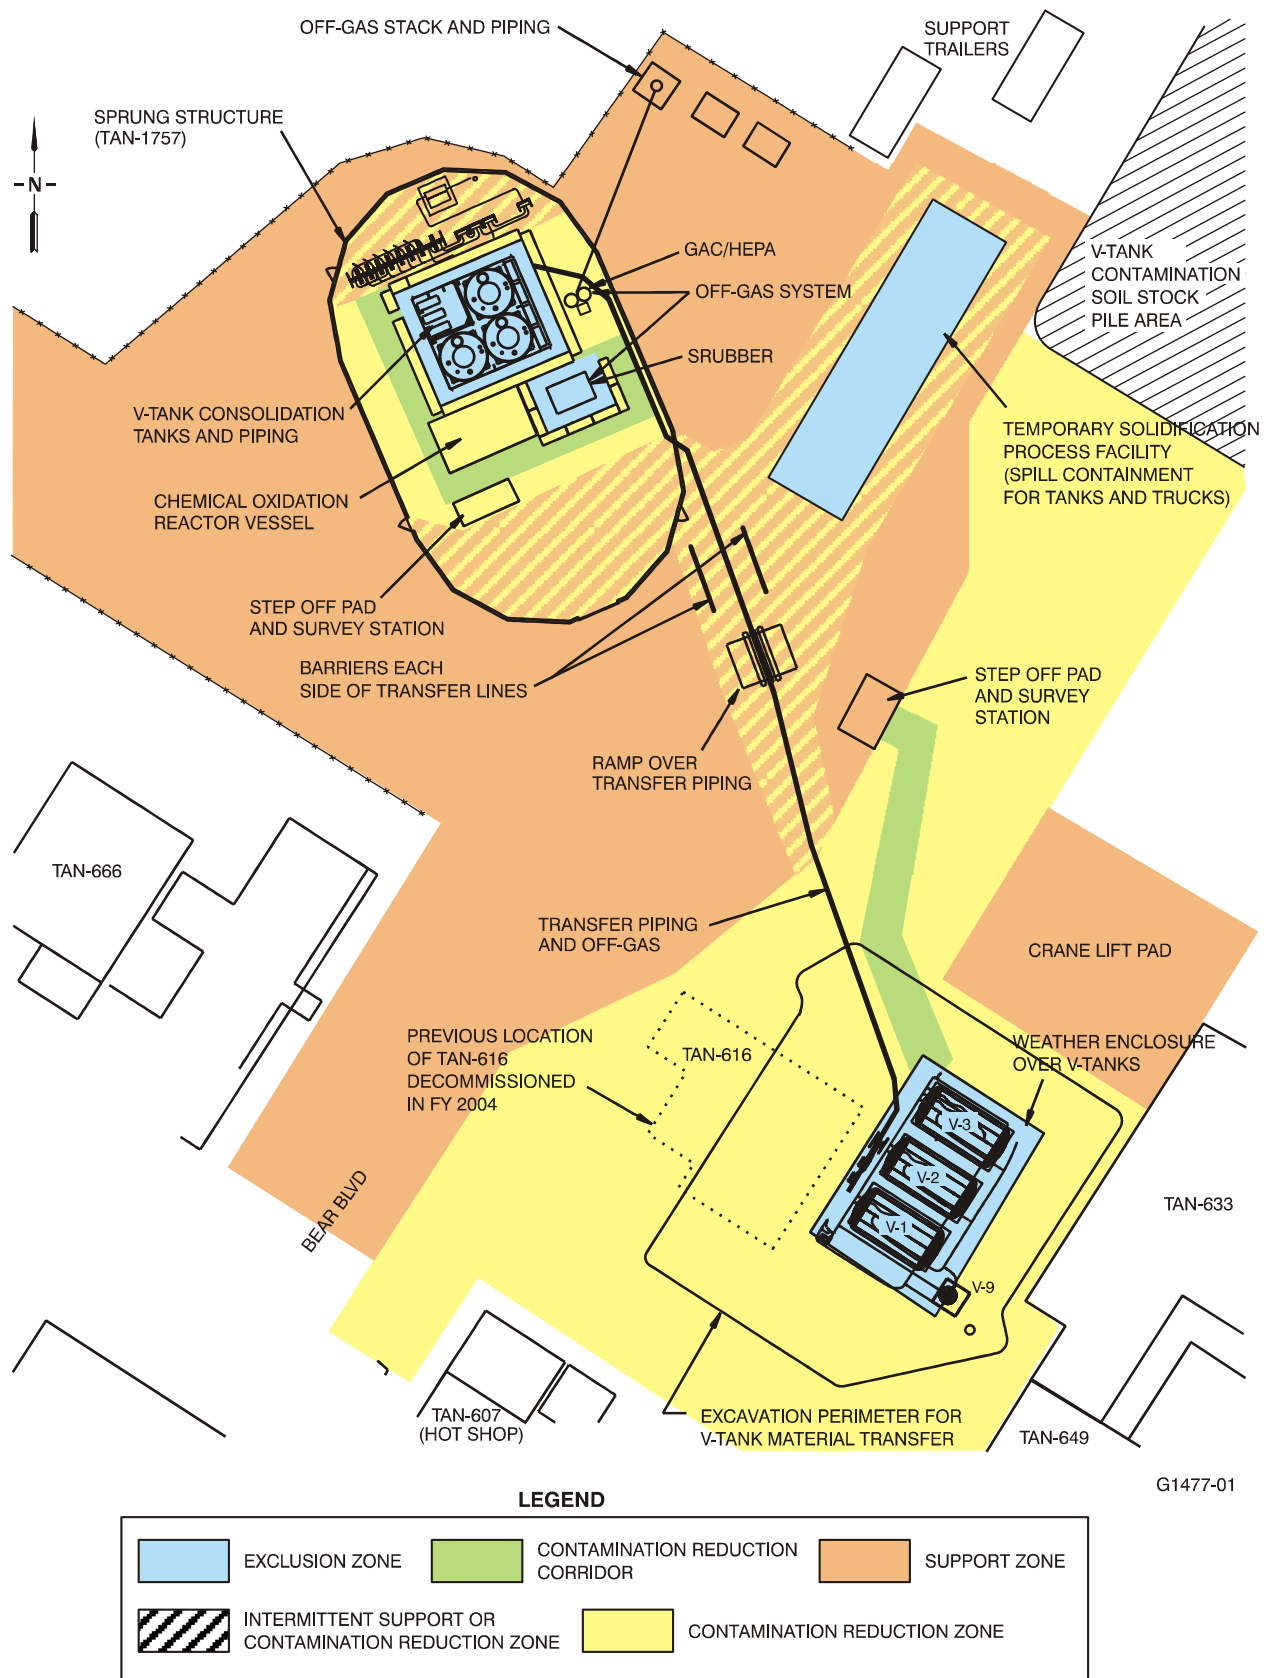 OFF-GAS STACK AND PIPING
SUPPORT
TRAILERS
SPRUNG STRUCTURE
(TAN-1757)
N
GAC/HEPA
OFF-GAS SYSTEM
SRUBBER
V-TANK
CONTAMINATION
SOIL STOCK
PILE AREA
V-TANK CONSOLIDATION
TANKS AND PIPING
TEMPORARY SOLIDIFICATION
PROCESS FACILITY
(SPILL CONTAINMENT
FOR TANKS AND TRUCKS)
CHEMICAL OXIDATION
REACTOR VESSEL
STEP OFF PAD
AND SURVEY STATION
BARRIERS EACH
SIDE OF TRANSFER LINES
STEP OFF PAD
AND SURVEY
STATION
RAMP OVER
TRANSFER PIPING
TAN-666
TRANSFER PIPING
AND OFF-GAS
CRANE LIFT PAD
PREVIOUS LOCATION
OF TAN-616
DECOMMISSIONED
IN FY 2004
TAN-616
WEATHER ENCLOSURE
OVER V-TANKS
V-3
V-2
V-1
V-9
TAN-633
BEAR BLVD
TAN-607
(HOT SHOP)
EXCAVATION PERIMETER FOR
V-TANK MATERIAL TRANSFER
TAN-649
G1477-01
LEGEND
EXCLUSION ZONE
CONTAMINATION REDUCTION
CORRIDOR
SUPPORT ZONE
INTERMITTENT SUPPORT OR
CONTAMINATION REDUCTION ZONE
CONTAMINATION REDUCTION ZONE